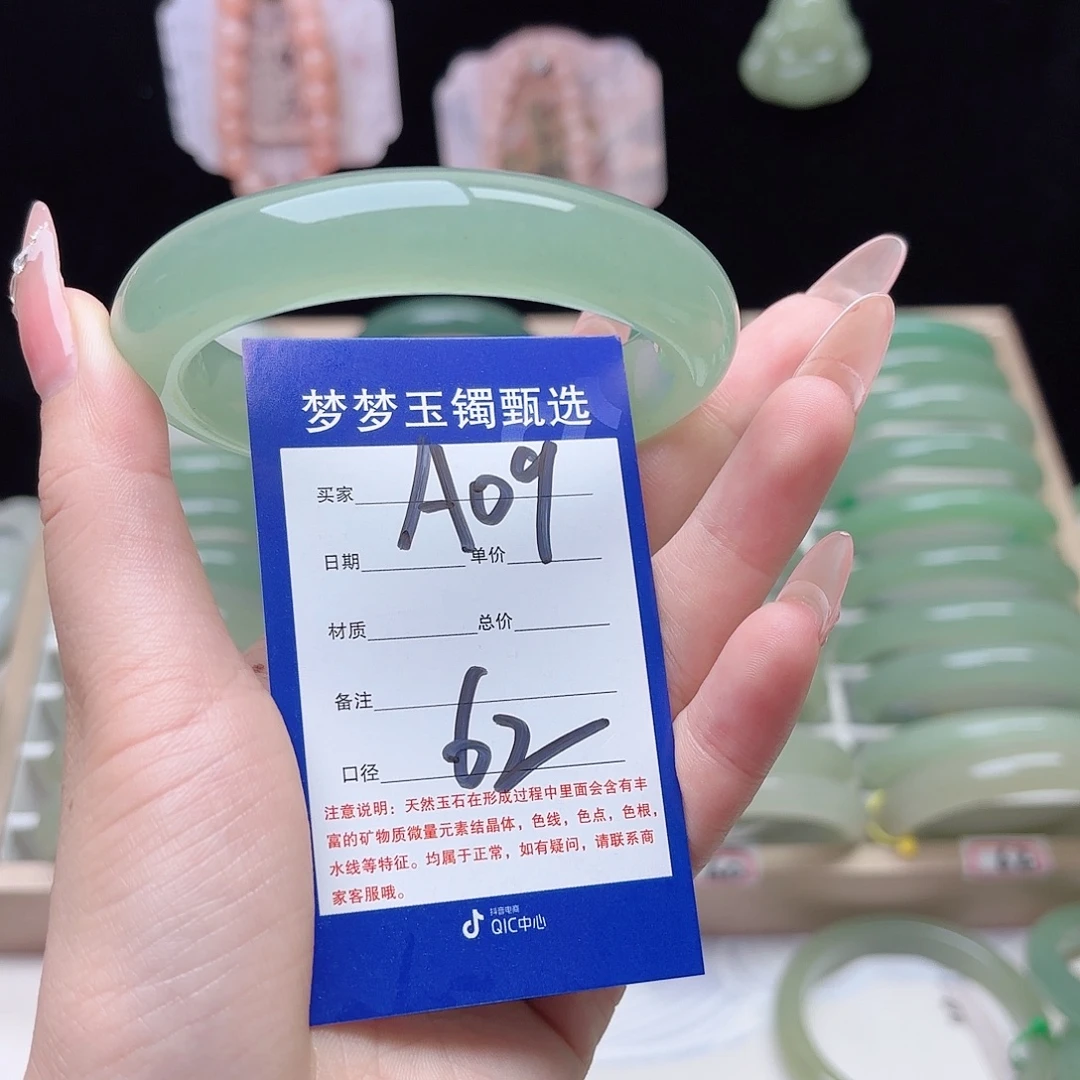 梦梦玉镯甄选
买家
A09
日期 单价
材质 总价
备注
62
口径
注意说明：天然玉石在形成过程中里面会含有丰
富的矿物质微量元素结晶体，色线，色点，色根，
水线等特征。均属于正常，如有疑问，请联系商
家客服哦。
抖音电商
QIC中心